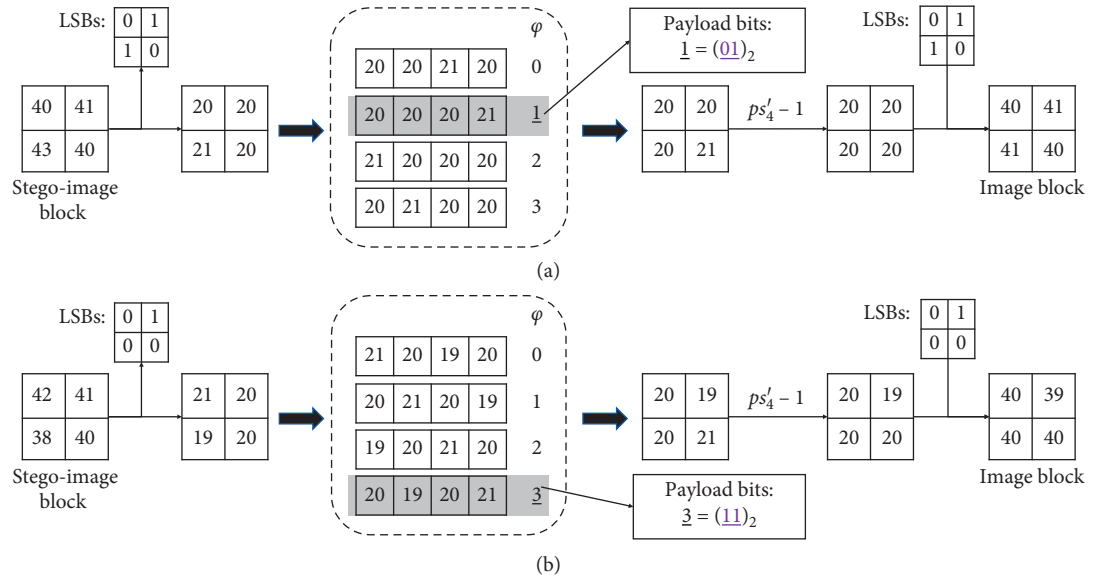 LSBs: 0 1
1 0
40 41
43 40
Stego-image
block
20 20
21 20
φ
20 20 21 20 0
20 20 20 21 1
21 20 20 20 2
20 21 20 20 3
Payload bits:
1 = (01)₂
20 20
20 21
ps′₄ – 1
20 20
20 20
LSBs: 0 1
1 0
40 41
41 40
Image block
(a)
LSBs: 0 1
0 0
42 41
38 40
Stego-image
block
21 20
19 20
φ
21 20 19 20 0
20 21 20 19 1
19 20 21 20 2
20 19 20 21 3
20 19
20 21
ps′₄ – 1
20 19
20 20
LSBs: 0 1
0 0
40 39
40 40
Image block
Payload bits:
3 = (11)₂
(b)